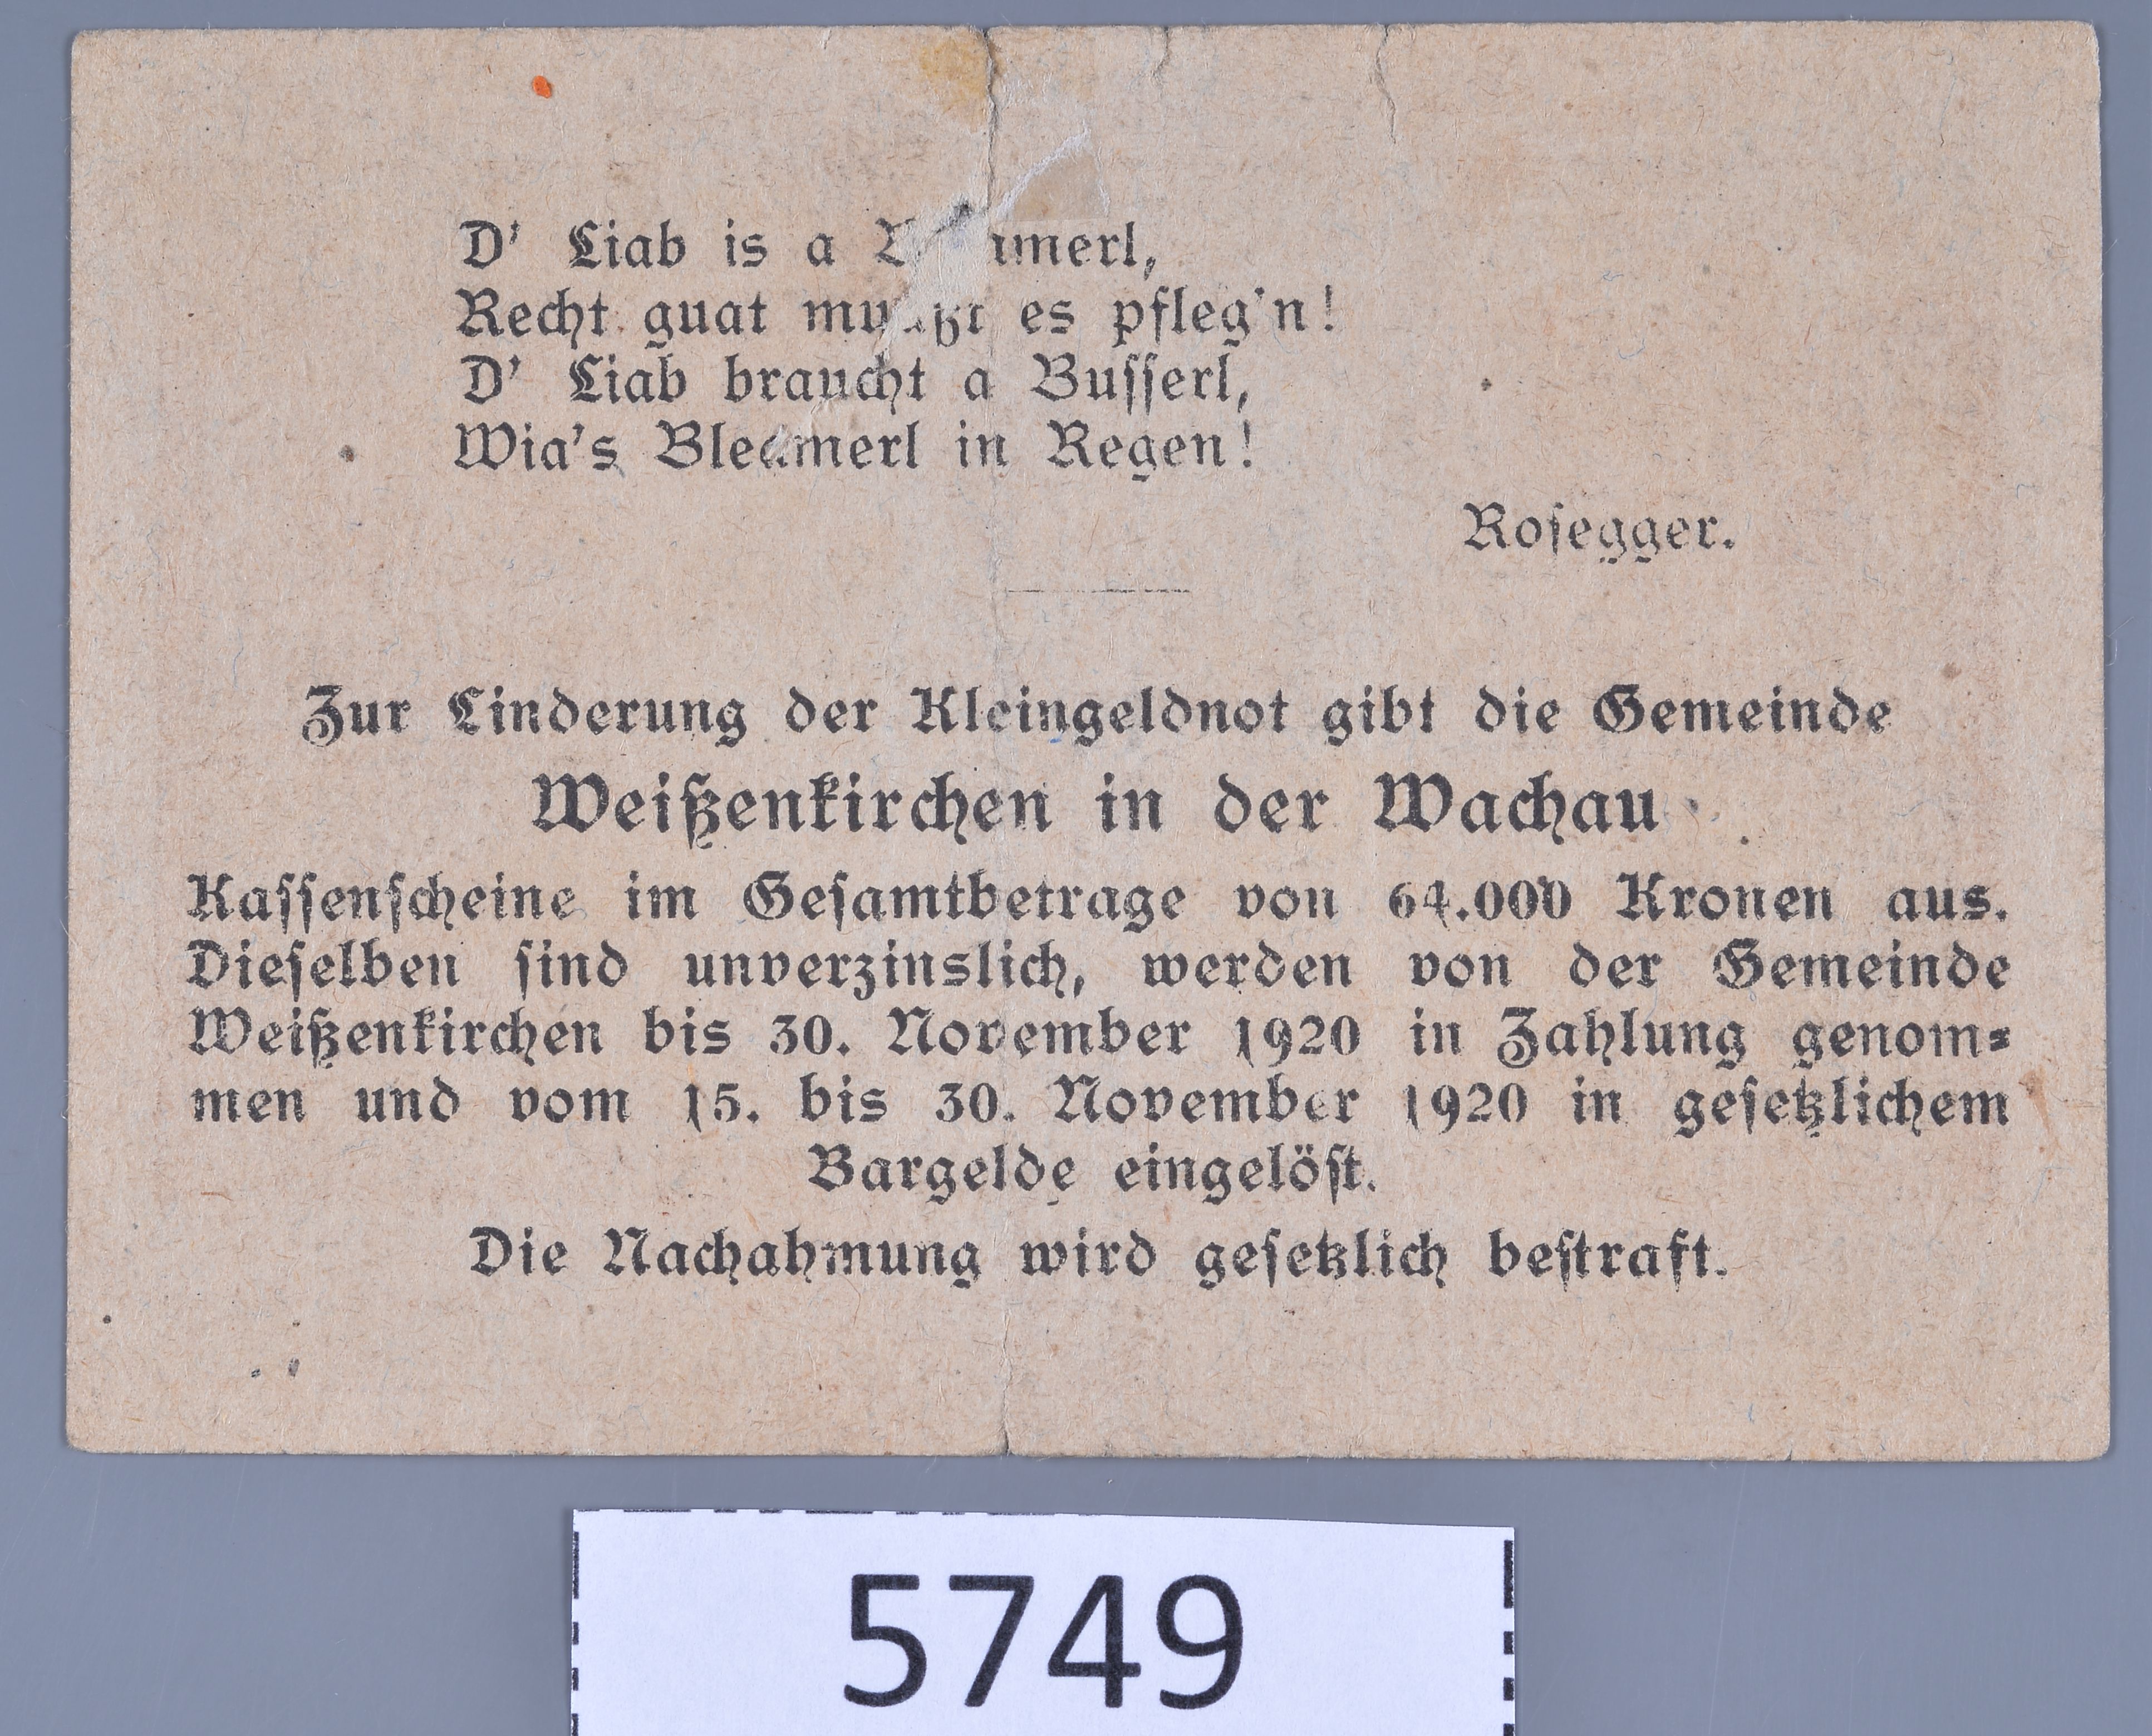 D' Liab is a
Recht guat es pfleg'n!
D' Liab braucht a Busserl,
Wia's Bleamerl in Regen!
Rosegger.
Zur Linderung der Kleingeldnot gibt die Gemeinde
Weißenkirchen in der Wachau
Kassenscheine im Gesamtbetrage von 64.000 Kronen aus.
Dieselben sind unverzinslich, werden von der Gemeinde
Weißenkirchen bis 30. November 1920 in Zahlung genom=
men und vom 15. bis 30. November 1920 in gesetzlichem
Bargelde eingelöst.
Die Nachahmung wird gesetzlich bestraft.
5749